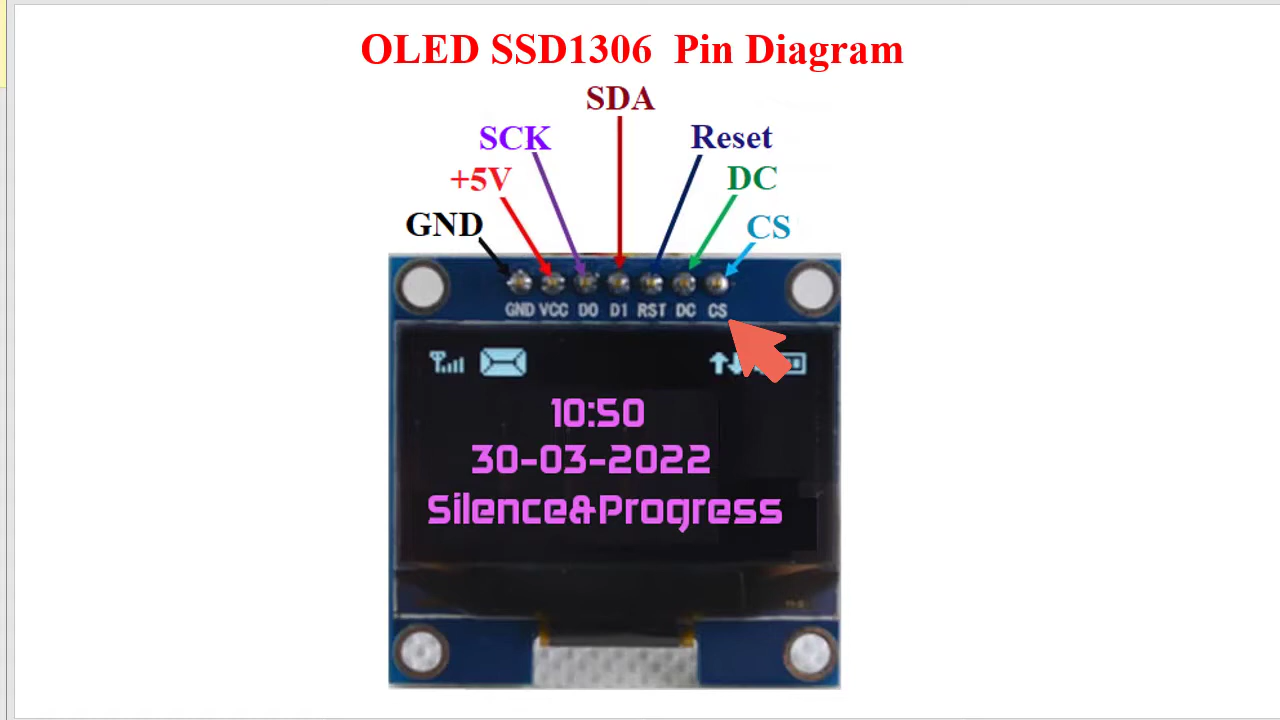 OLED SSD1306 Pin Diagram
SDA
SCK
Reset
+5V
DC
GND
CS
GND VCC D0 D1 RST DC CS
10:50
30-03-2022
Silence&Progress